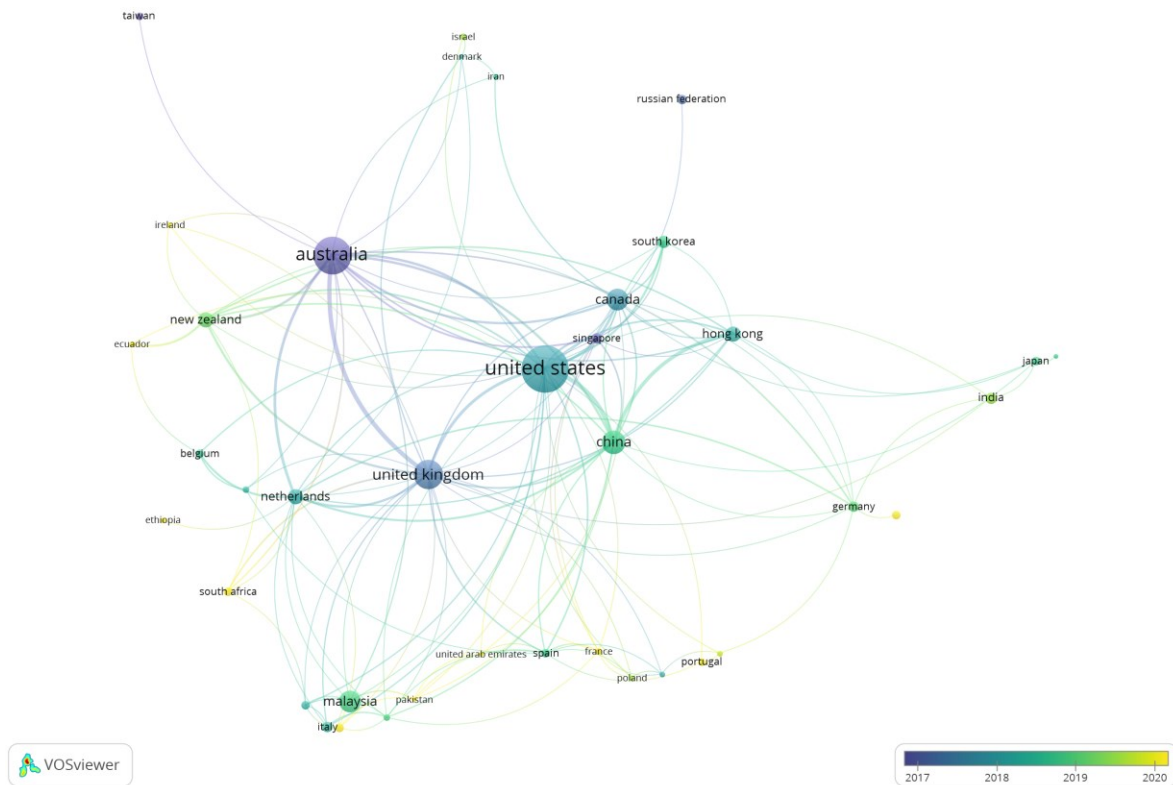 taiwan
israel
denmark
iran
russian federation
ireland
south korea
australia
canada
new zealand
hong kong
singapore
ecuador
japan
united states
india
china
belgium
united kingdom
netherlands
germany
ethiopia
south africa
united arab emirates
spain
france
portugal
poland
malaysia
pakistan
italy
VOSviewer
2017
2018
2019
2020